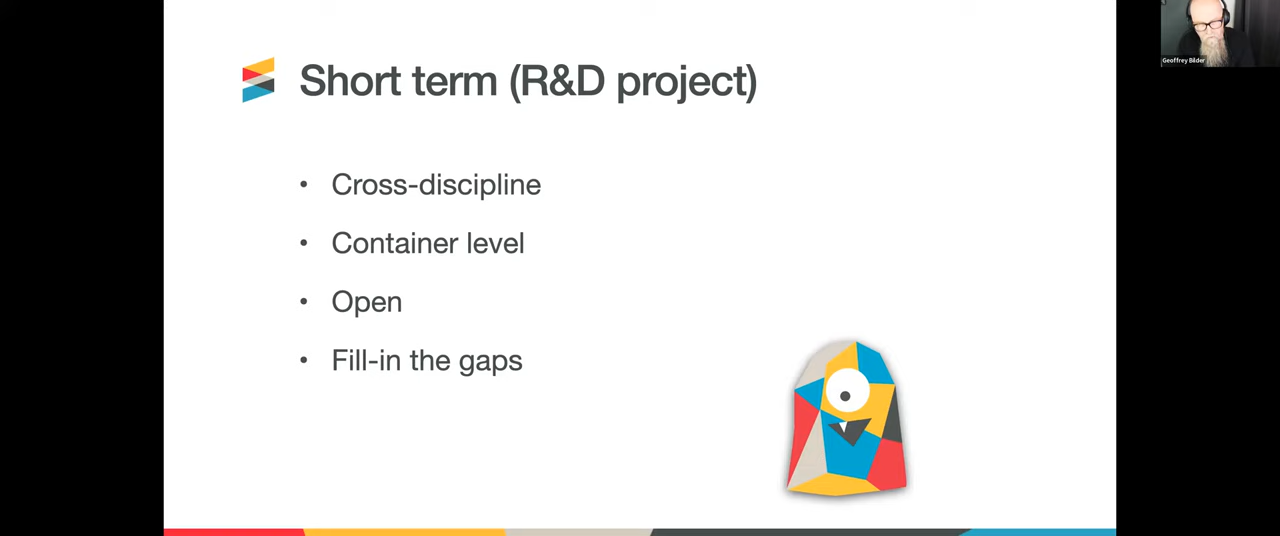 Short term (R&D project)
• Cross-discipline
• Container level
• Open
• Fill-in the gaps
Geoffrey Bilder